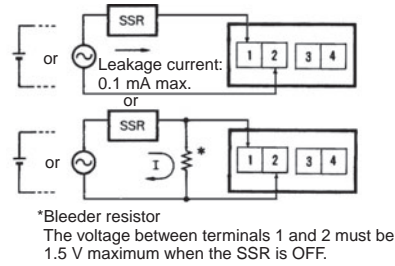 SSR
or
Leakage current:
0.1 mA max.
1 2 3 4
or
SSR
or
I
*
1 2 3 4
*Bleeder resistor
The voltage between terminals 1 and 2 must be
1.5 V maximum when the SSR is OFF.